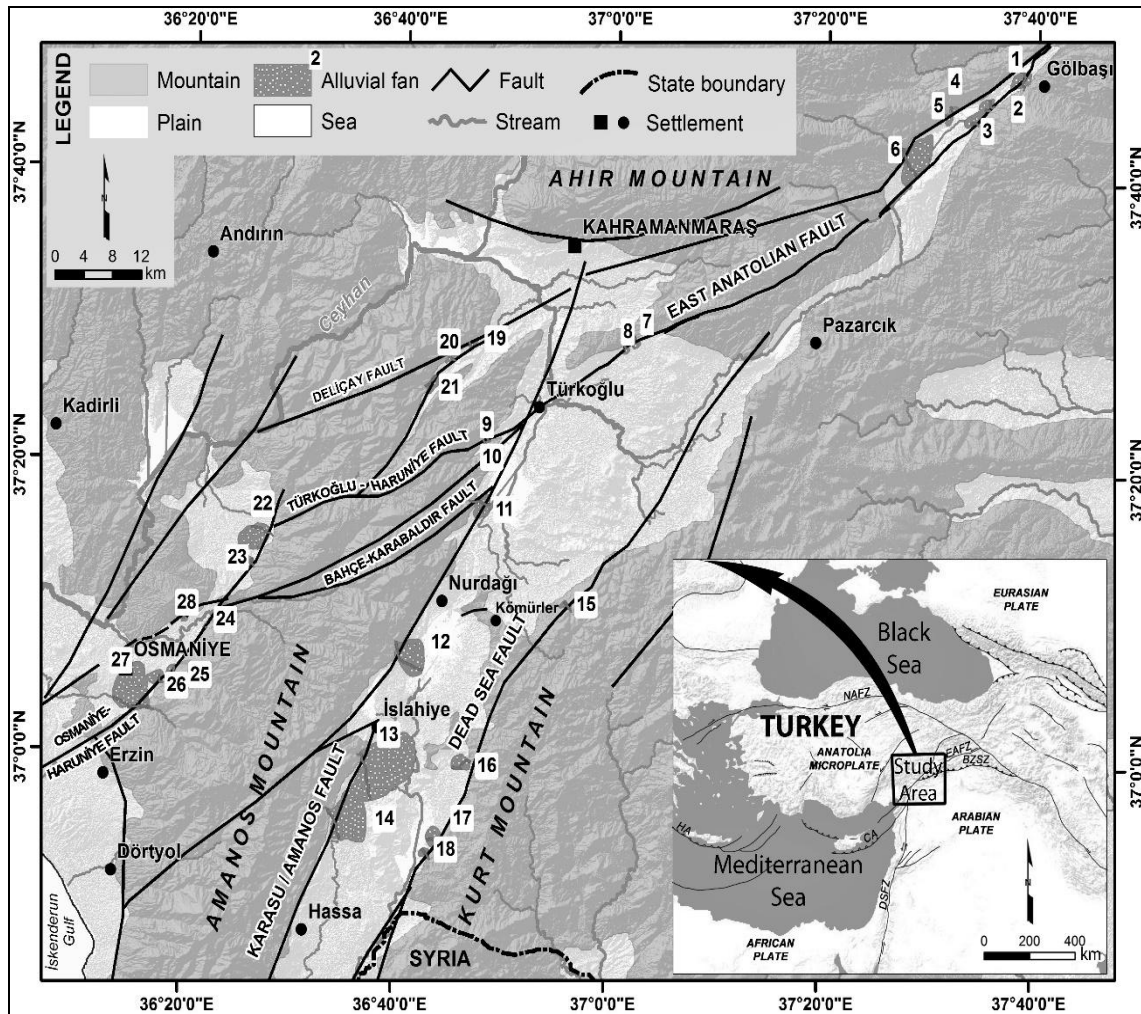 36°20'0"E
36°40'0"E
37°0'0"E
37°20'0"E
37°40'0"E
LEGEND
Mountain
2
Alluvial fan
Fault
State boundary
Plain
Sea
Stream
Settlement
N
0 4 8 12
km
37°40'0"N
37°20'0"N
37°0'0"N
37°40'0"N
37°20'0"N
37°0'0"N
1
Gölbaşı
4
5
2
3
6
AHIR MOUNTAIN
KAHRAMANMARAŞ
Andırın
Ceyhan
EAST ANATOLIAN FAULT
7
8
Pazarcık
20
19
DELİÇAY FAULT
21
Türkoğlu
Kadirli
9
TÜRKOĞLU - HARUNİYE FAULT
10
22
BAHÇE-KARABALDIR FAULT
11
23
28
24
Nurdağı
Kömürler
15
OSMANİYE
27
25
26
12
OSMANİYE-
HARUNİYE FAULT
Erzin
AMANOS MOUNTAIN
İslahiye
DEAD SEA FAULT
13
16
KARASU / AMANOS FAULT
14
17
18
KURT MOUNTAIN
Dörtyol
Hassa
İskenderun
Gulf
SYRIA
EURASIAN
PLATE
Black
Sea
NAFZ
TURKEY
ANATOLIA
MICROPLATE
EAFZ
BZSZ
Study
Area
ARABIAN
PLATE
HA
CA
Mediterranean
Sea
DSFZ
AFRICAN
PLATE
N
0 200 400
km
36°20'0"E
36°40'0"E
37°0'0"E
37°20'0"E
37°40'0"E